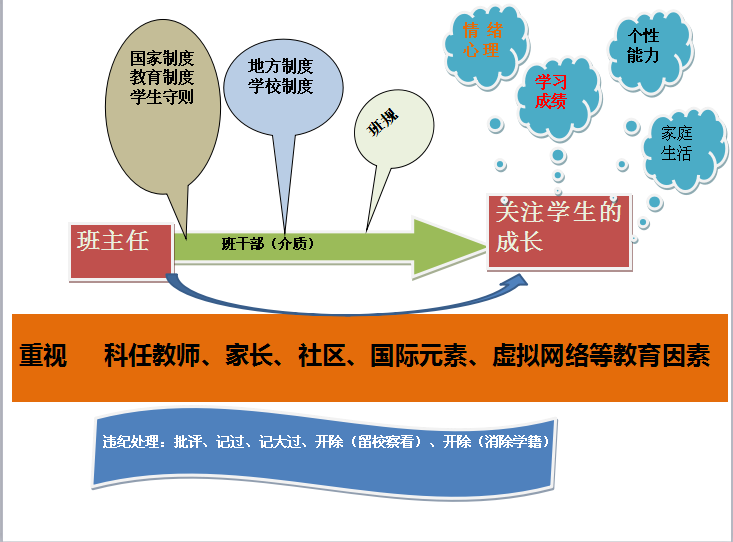 国家制度
教育制度
学生守则
地方制度
学校制度
班规
情 结
心 理
学习
成绩
个性
能力
家庭
生活
班主任
班干部（介质）
关注学生的
成长
重视 科任教师、家长、社区、国际元素、虚拟网络等教育因素
违纪处理：批评、记过、记大过、开除（留校察看）、开除（消除学籍）